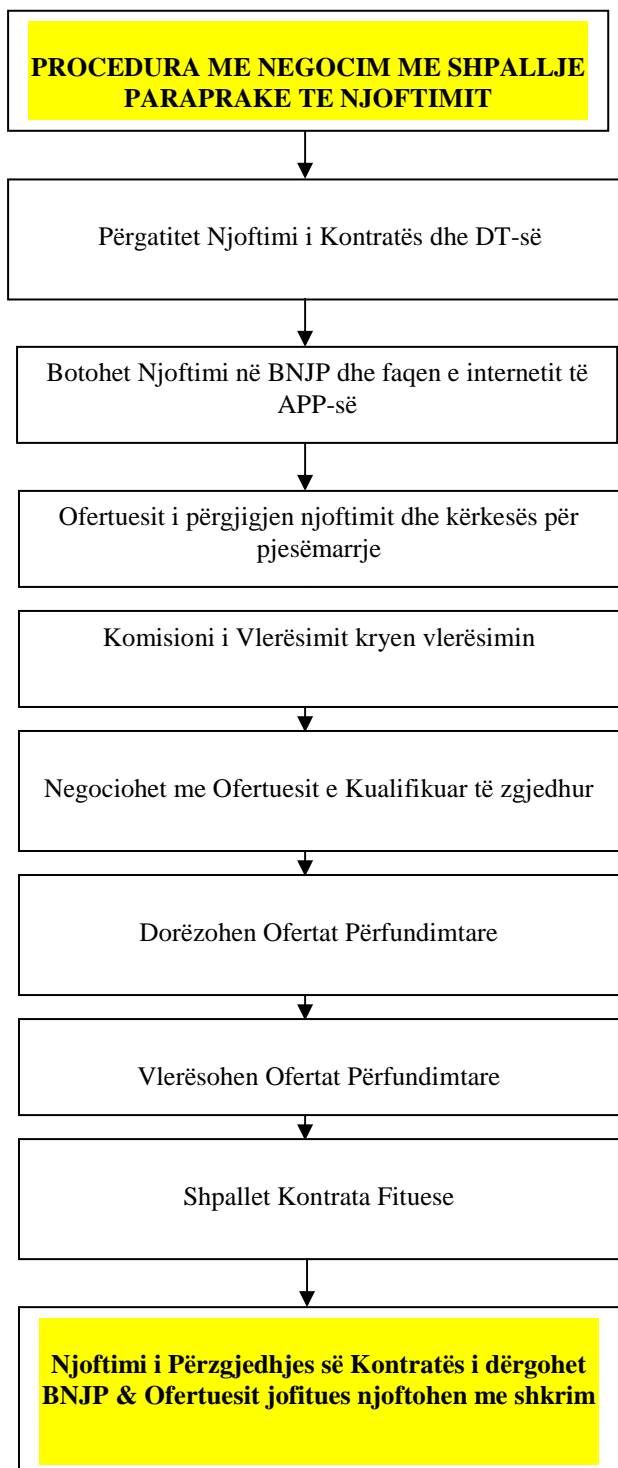 PROCEDURA ME NEGOCIM ME SHPALLJE
PARAPRAKE TE NJOFTIMIT
Përgatitet Njoftimi i Kontratës dhe DT-së
Botohet Njoftimi në BNJP dhe faqen e internetit të
APP-së
Ofertuesit i përgjigjen njoftimit dhe kërkesës për
pjesëmarrje
Komisioni i Vlerësimit kryen vlerësimin
Negociohet me Ofertuesit e Kualifikuar të zgjedhur
Dorëzohen Ofertat Përfundimtare
Vlerësohen Ofertat Përfundimtare
Shpallet Kontrata Fituese
Njoftimi i Përzgjedhjes së Kontratës i dërgohet
BNJP & Ofertuesit jofitues njoftohen me shkrim